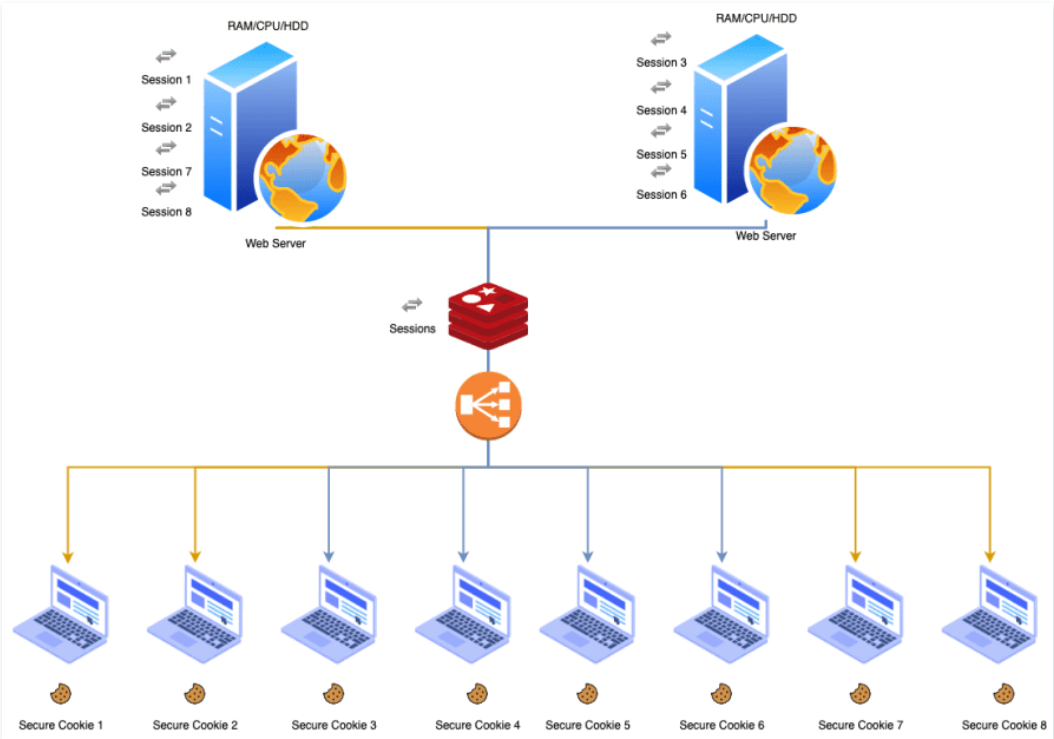 RAM/CPU/HDD
Session 1
Session 2
Session 7
Session 8
Web Server
RAM/CPU/HDD
Session 3
Session 4
Session 5
Session 6
Web Server
Sessions
Secure Cookie 1
Secure Cookie 2
Secure Cookie 3
Secure Cookie 4
Secure Cookie 5
Secure Cookie 6
Secure Cookie 7
Secure Cookie 8